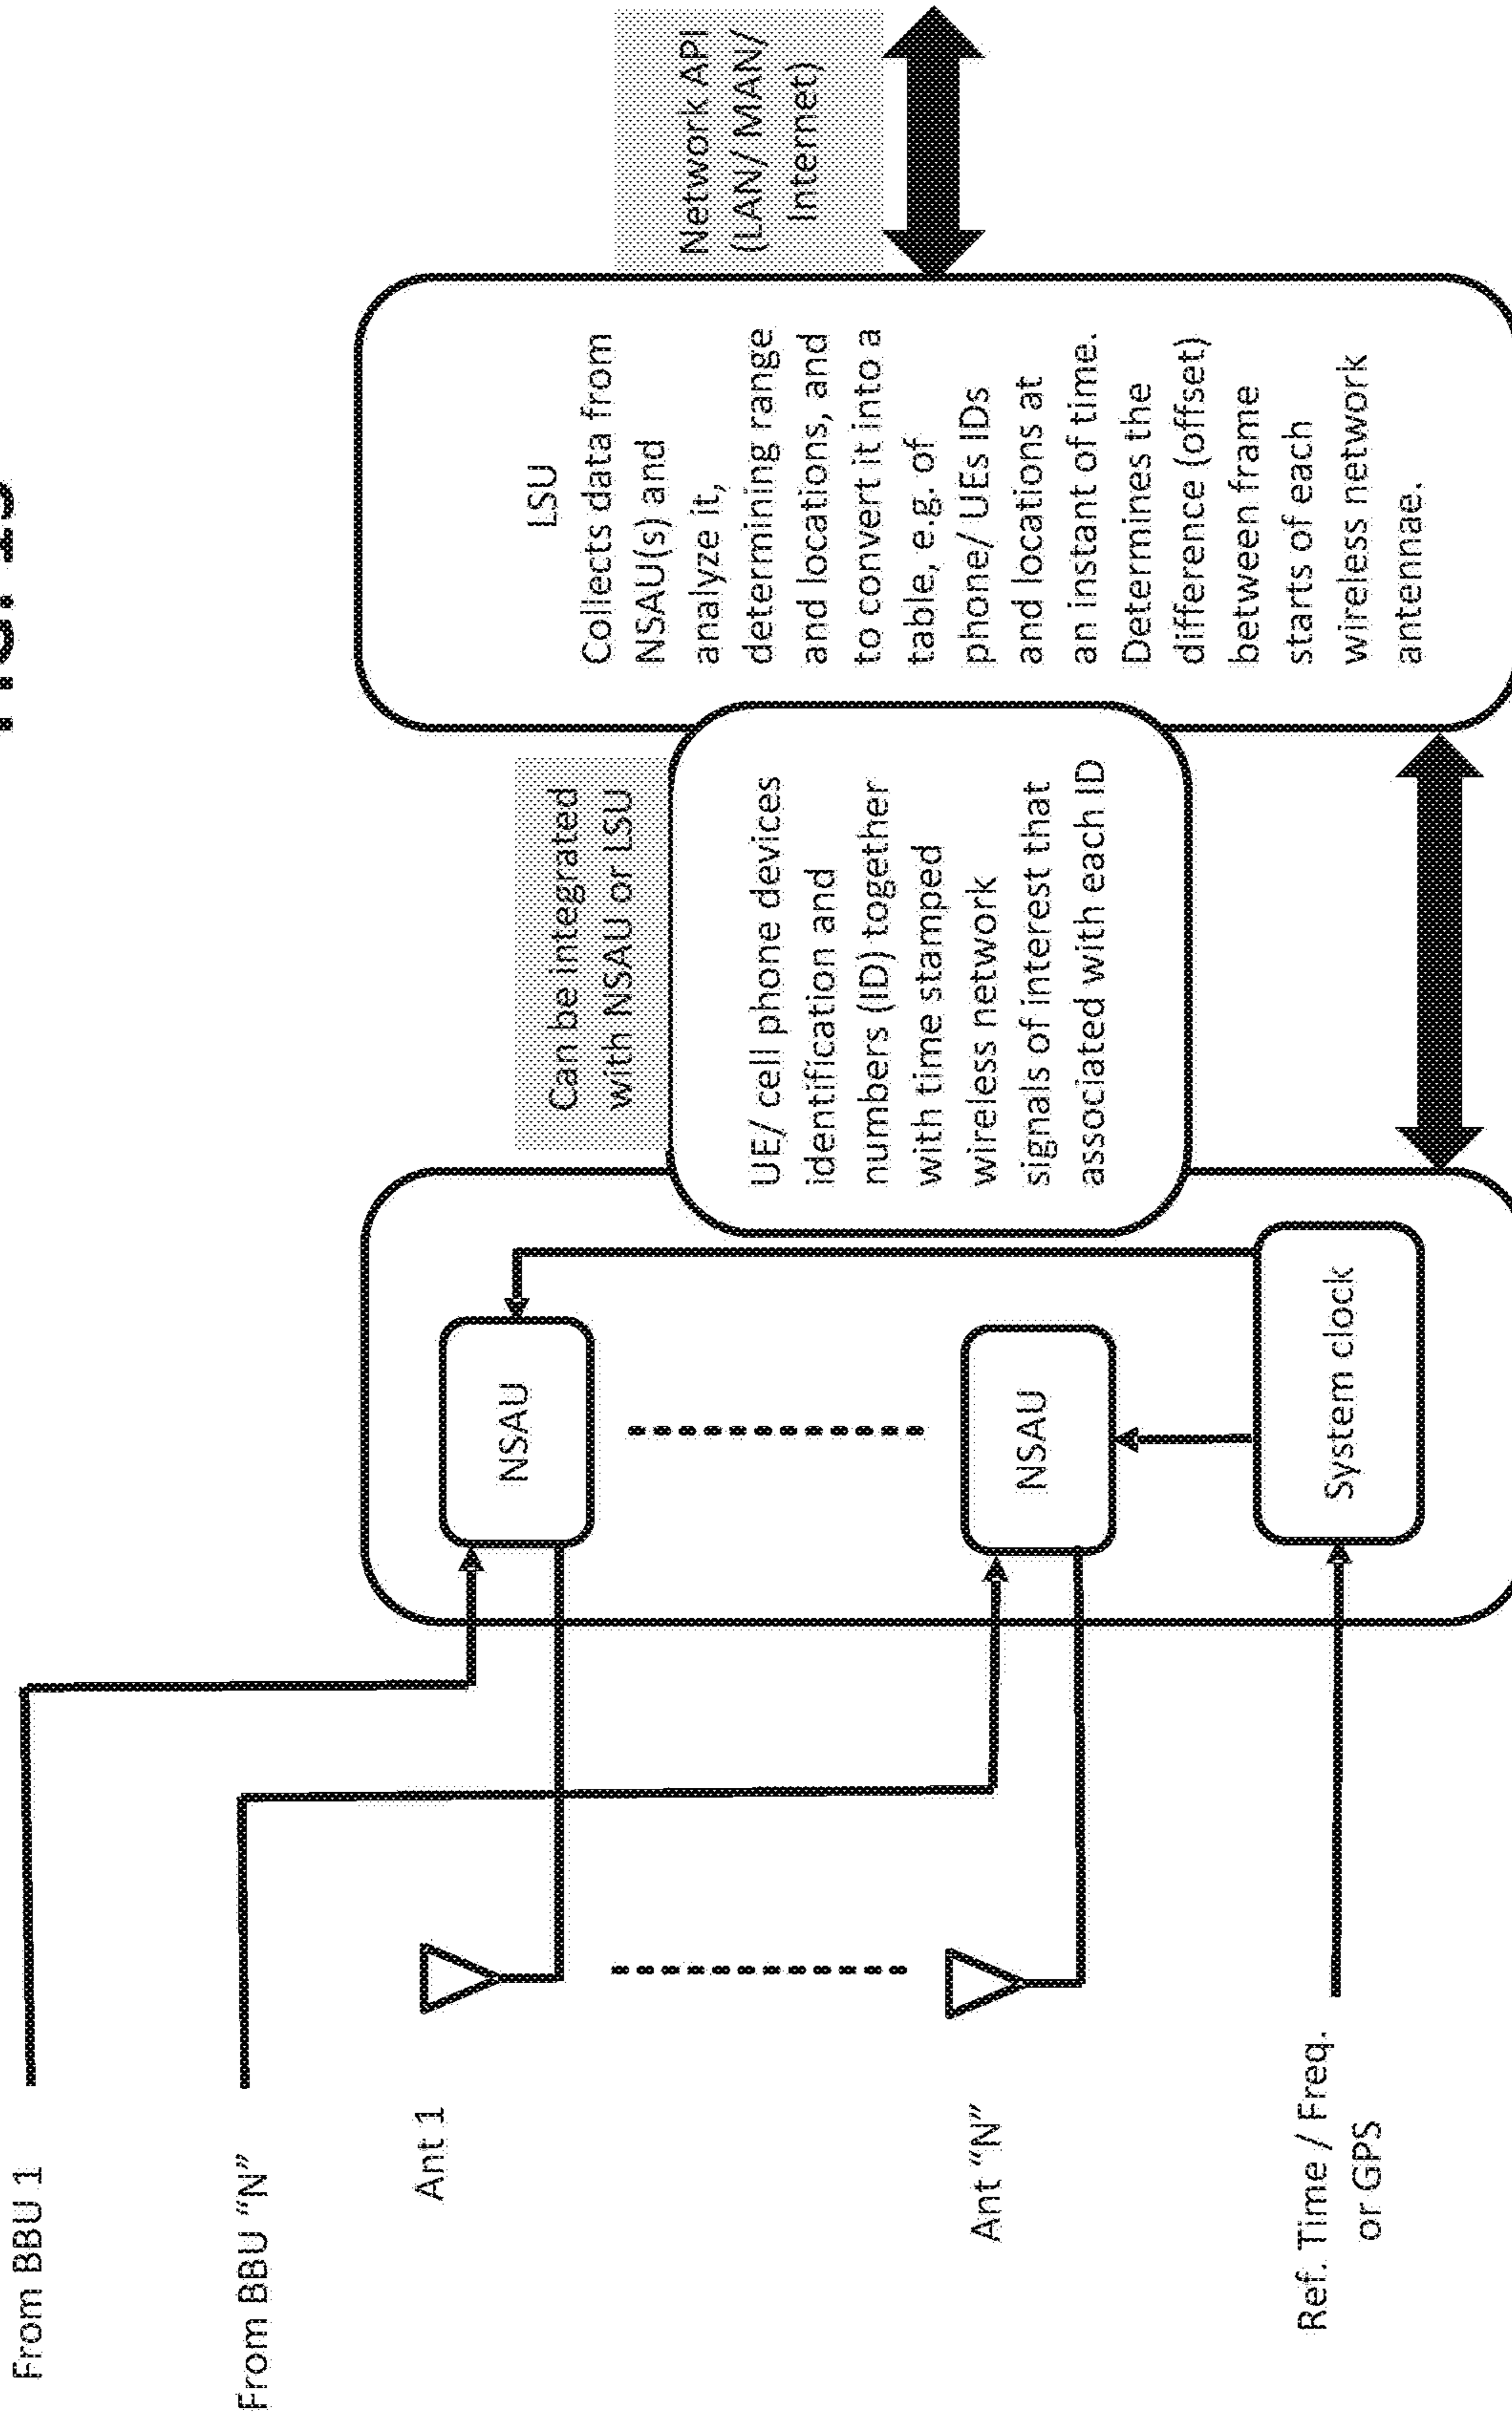 From BBU 1
From BBU “N”
Ant 1
Ant “N”
Ref. Time / Freq.
or GPS
NSAU
NSAU
System clock
Can be integrated
with NSAU or LSU
UE/ cell phone devices
identification and
numbers (ID) together
with time stamped
wireless network
signals of interest that
associated with each ID
LSU
Collects data from
NSAU(s) and
analyze it,
determining range
and locations, and
to convert it into a
table, e.g. of
phone/ UEs IDs
and locations at
an instant of time.
Determines the
difference (offset)
between frame
starts of each
wireless network
antennae.
Network API
(LAN/ MAN/
Internet)